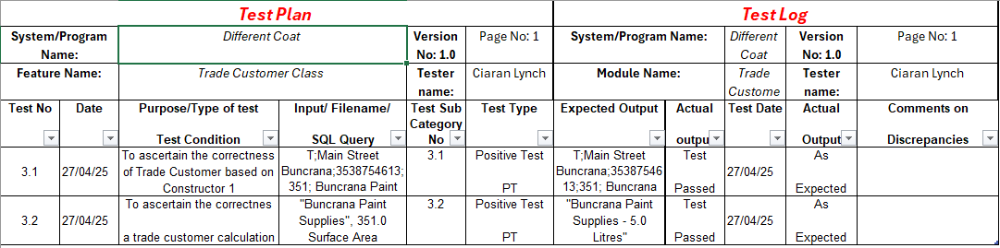 Test Plan Test Log
System/Program Name: Different Coat Version No: 1.0 Page No: 1 System/Program Name: Different Coat Version No: 1.0 Page No: 1
Feature Name: Trade Customer Class Tester name: Ciaran Lynch Module Name: Trade Custome Tester name: Ciaran Lynch
Test No Date Purpose/Type of test Test Condition Input/ Filename/ SQL Query Test Sub Category No Test Type Expected Output Actual outpu Test Date Actual Output Comments on Discrepancies
3.1 27/04/25 To ascertain the correctness of Trade Customer based on Constructor 1 T;Main Street Buncrana;3538754613; 351; Buncrana Paint 3.1 Positive Test PT T;Main Street Buncrana;35387546 13;351; Buncrana Test Passed 27/04/25 As Expected
3.2 27/04/25 To ascertain the correctnes a trade customer calculation "Buncrana Paint Supplies", 351.0 Surface Area 3.2 Positive Test PT "Buncrana Paint Supplies - 5.0 Litres" Test Passed 27/04/25 As Expected